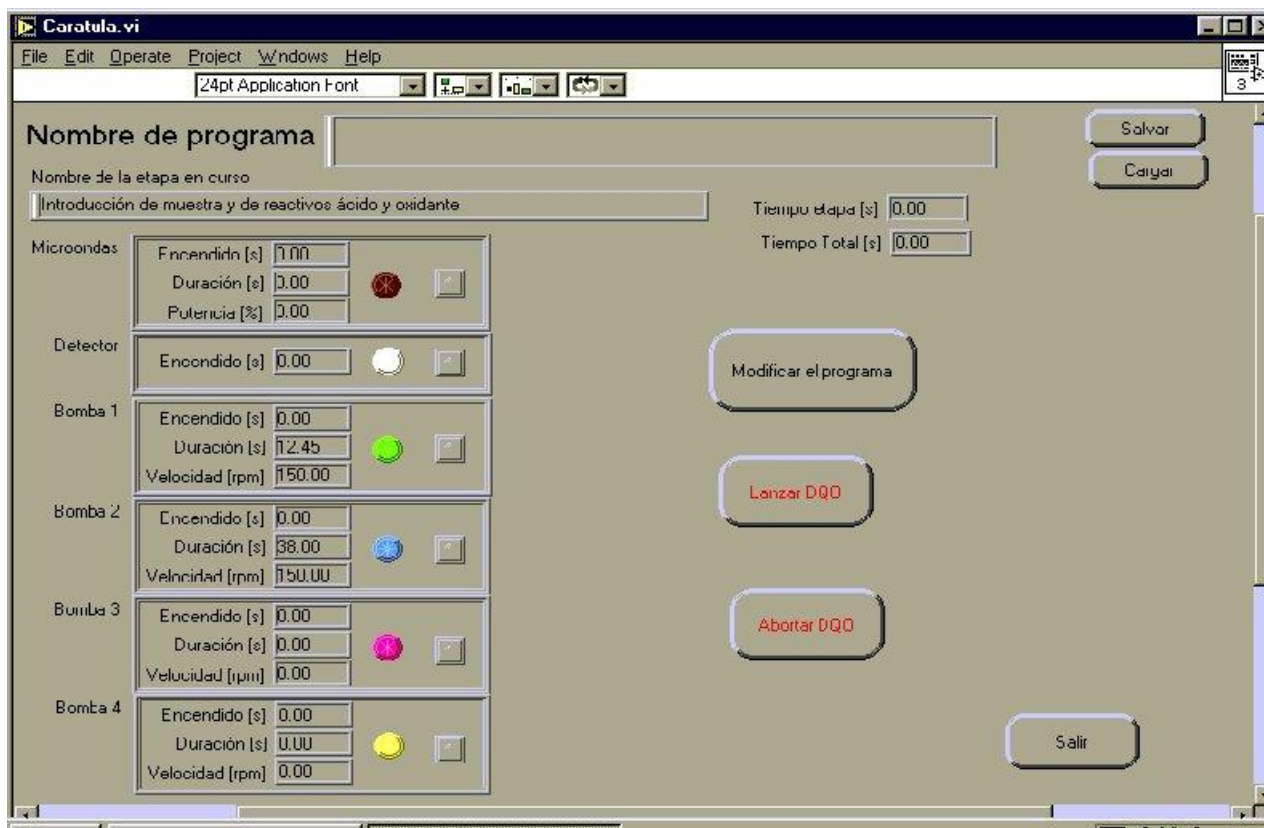 Caratula.vi
File Edit Operate Project Windows Help
24pt Application Font
3
Nombre de programa
Salvar
Cargar
Nombre de la etapa en curso
Introducción de muestra y de reactivos ácido y oxidante
Tiempo etapa [s] 0.00
Tiempo Total [s] 0.00
Microondas
Encendido [s] 0.00
Duración [s] 0.00
Potencia [%] 0.00
Detector
Encendido [s] 0.00
Modificar el programa
Bomba 1
Encendido [s] 0.00
Duración [s] 12.45
Velocidad [rpm] 150.00
Lanzar DQO
Bomba 2
Encendido [s] 0.00
Duración [s] 38.00
Velocidad [rpm] 150.00
Bomba 3
Encendido [s] 0.00
Duración [s] 0.00
Velocidad [rpm] 0.00
Abortar DQO
Bomba 4
Encendido [s] 0.00
Duración [s] 0.00
Velocidad [rpm] 0.00
Salir